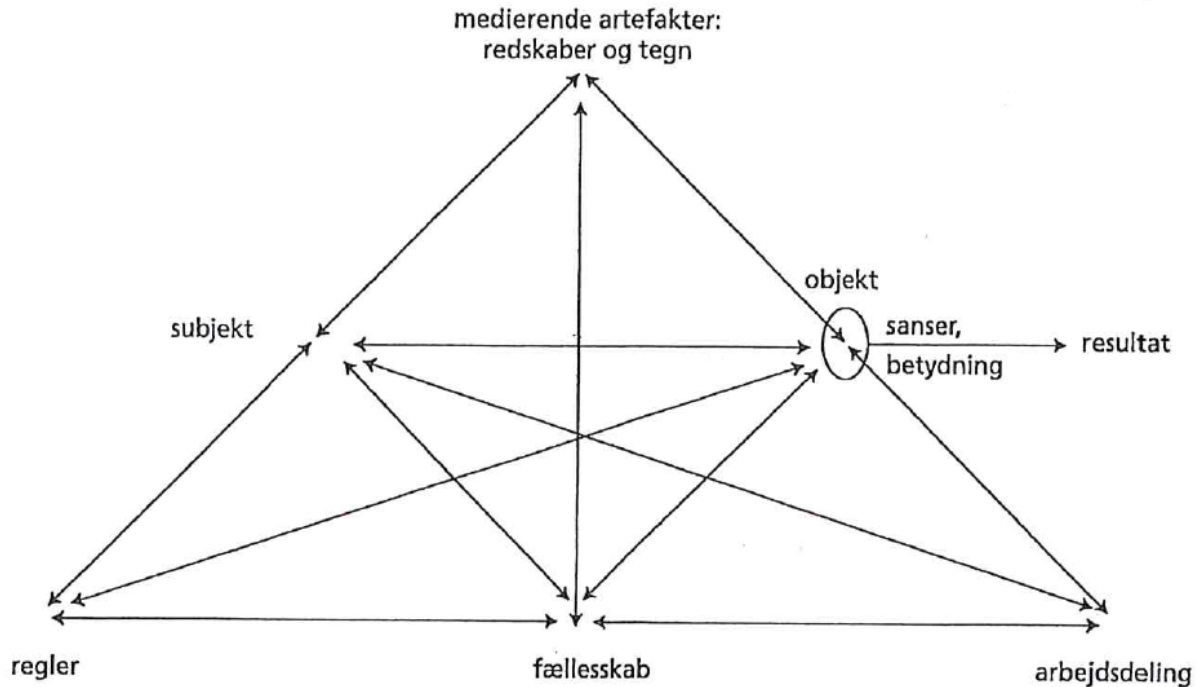 medierende artefakter:
redskaber og tegn
objekt
subjekt
sanser,
resultat
betydning
regler
fællesskab
arbejdsdeling